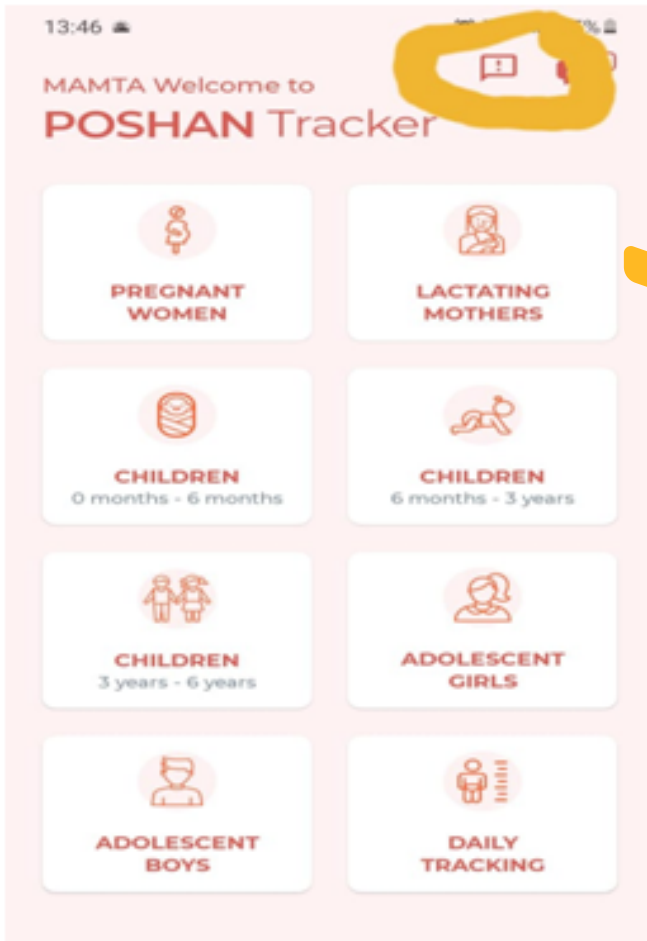 13:46
MAMTA Welcome to
POSHAN Tracker
PREGNANT
WOMEN
LACTATING
MOTHERS
CHILDREN
0 months - 6 months
CHILDREN
6 months - 3 years
CHILDREN
3 years - 6 years
ADOLESCENT
GIRLS
ADOLESCENT
BOYS
DAILY
TRACKING